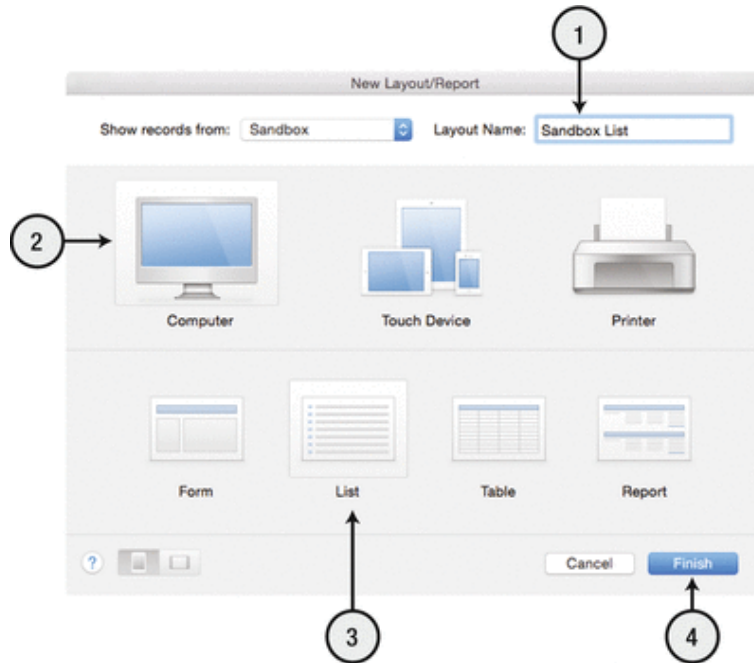 1
New Layout/Report
Show records from: Sandbox Layout Name: Sandbox List
2
Computer Touch Device Printer
Form List Table Report
? Cancel Finish
3 4